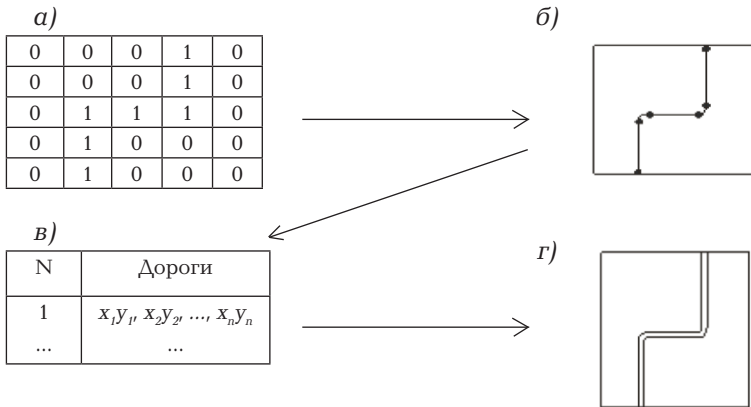 а)
б)
0 0 0 1 0
0 0 0 1 0
0 1 1 1 0
0 1 0 0 0
0 1 0 0 0
в)
г)
N Дороги
1 x₁y₁, x₂y₂, ..., xₙyₙ
... ...